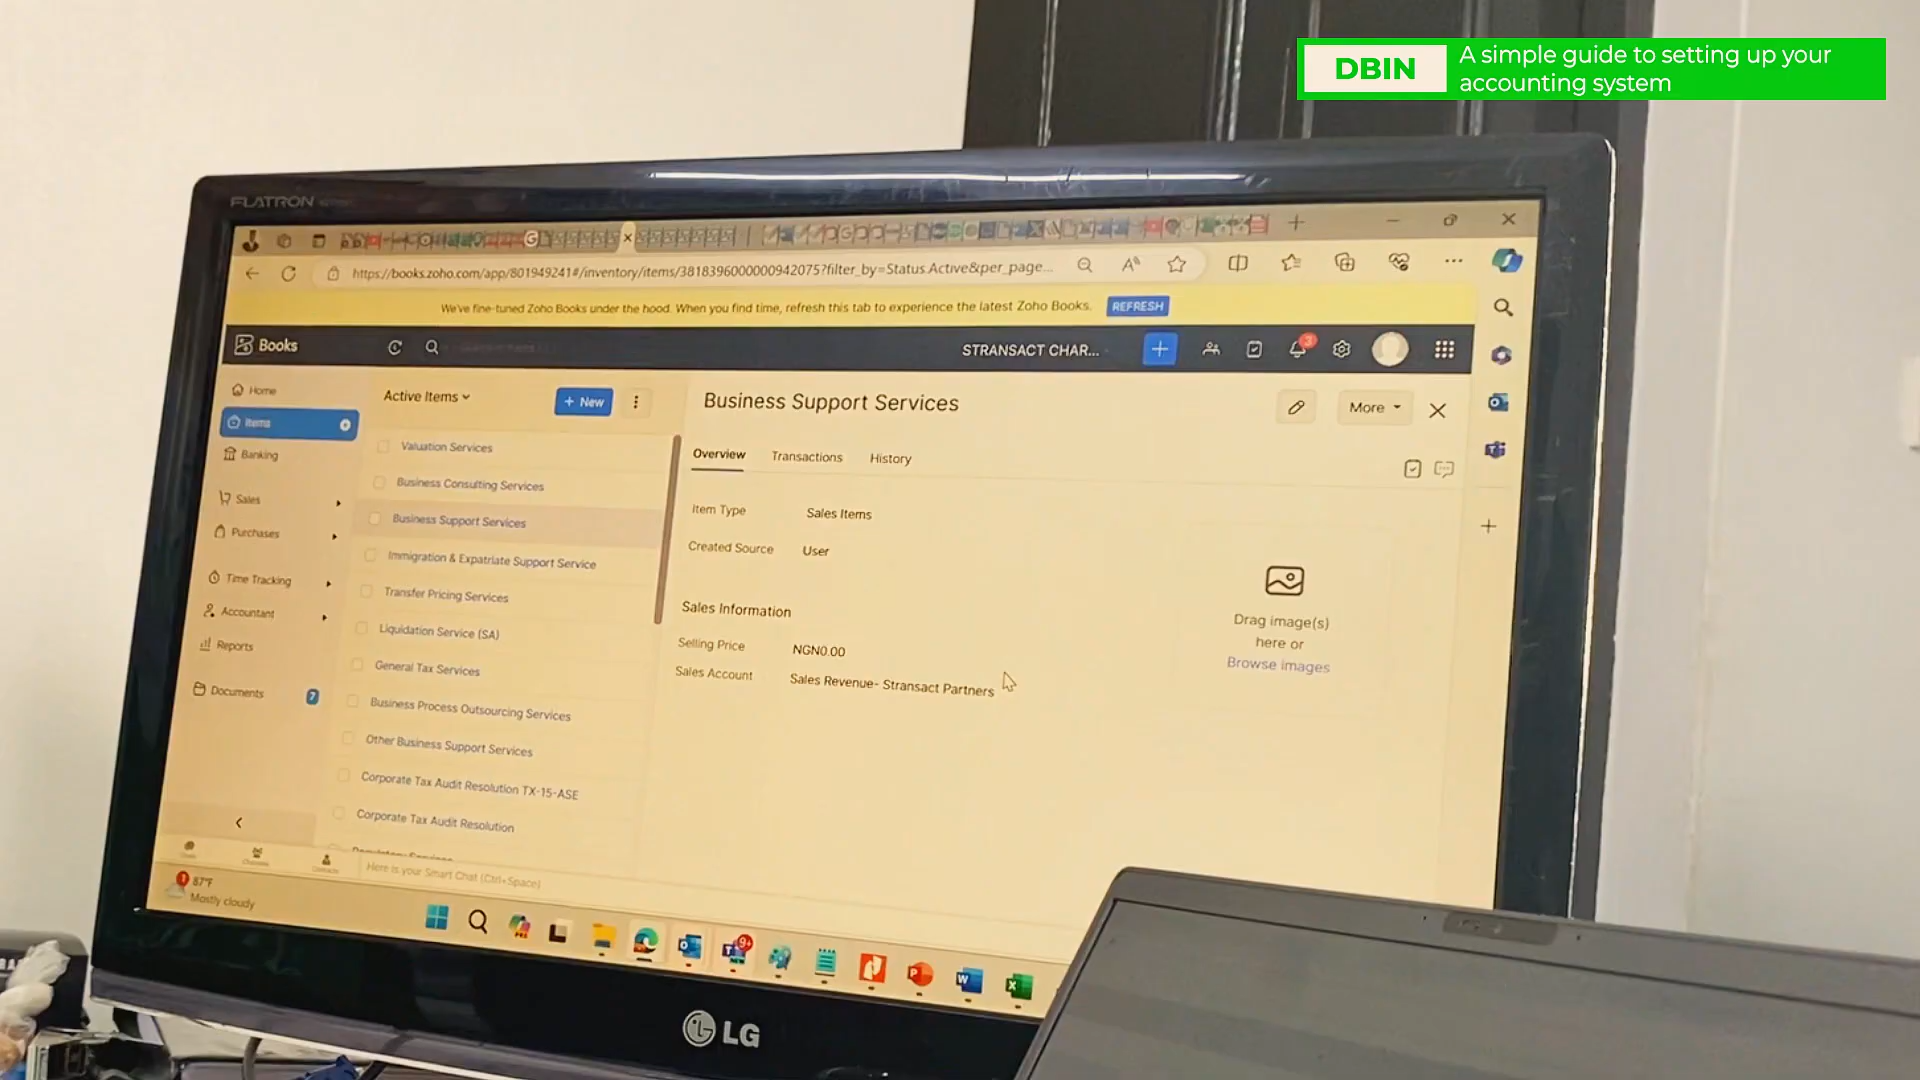 DBIN
A simple guide to setting up your
accounting system
FLATRON
https://books.zoho.com/app/801949241#/inventory/items/3818396000000942075?filter_by=Status.Active&per_page...
We've fine-tuned Zoho Books under the hood. When you find time, refresh this tab to experience the latest Zoho Books.
REFRESH
Books
STRANSACT CHAR...
3
Home
Items
Banking
Sales
Purchases
Time Tracking
Accountant
Reports
Documents
7
Active Items
+ New
Valuation Services
Business Consulting Services
Business Support Services
Immigration & Expatriate Support Service
Transfer Pricing Services
Liquidation Service (SA)
General Tax Services
Business Process Outsourcing Services
Other Business Support Services
Corporate Tax Audit Resolution TX-15-ASE
Corporate Tax Audit Resolution
Business Support Services
More
Overview
Transactions
History
Item Type
Sales Items
Created Source
User
Sales Information
Selling Price
NGN0.00
Sales Account
Sales Revenue- Stransact Partners
Drag image(s)
here or
Browse images
Here is your Smart Chat (Ctrl+Space)
1
87°F
Mostly cloudy
9+
LG